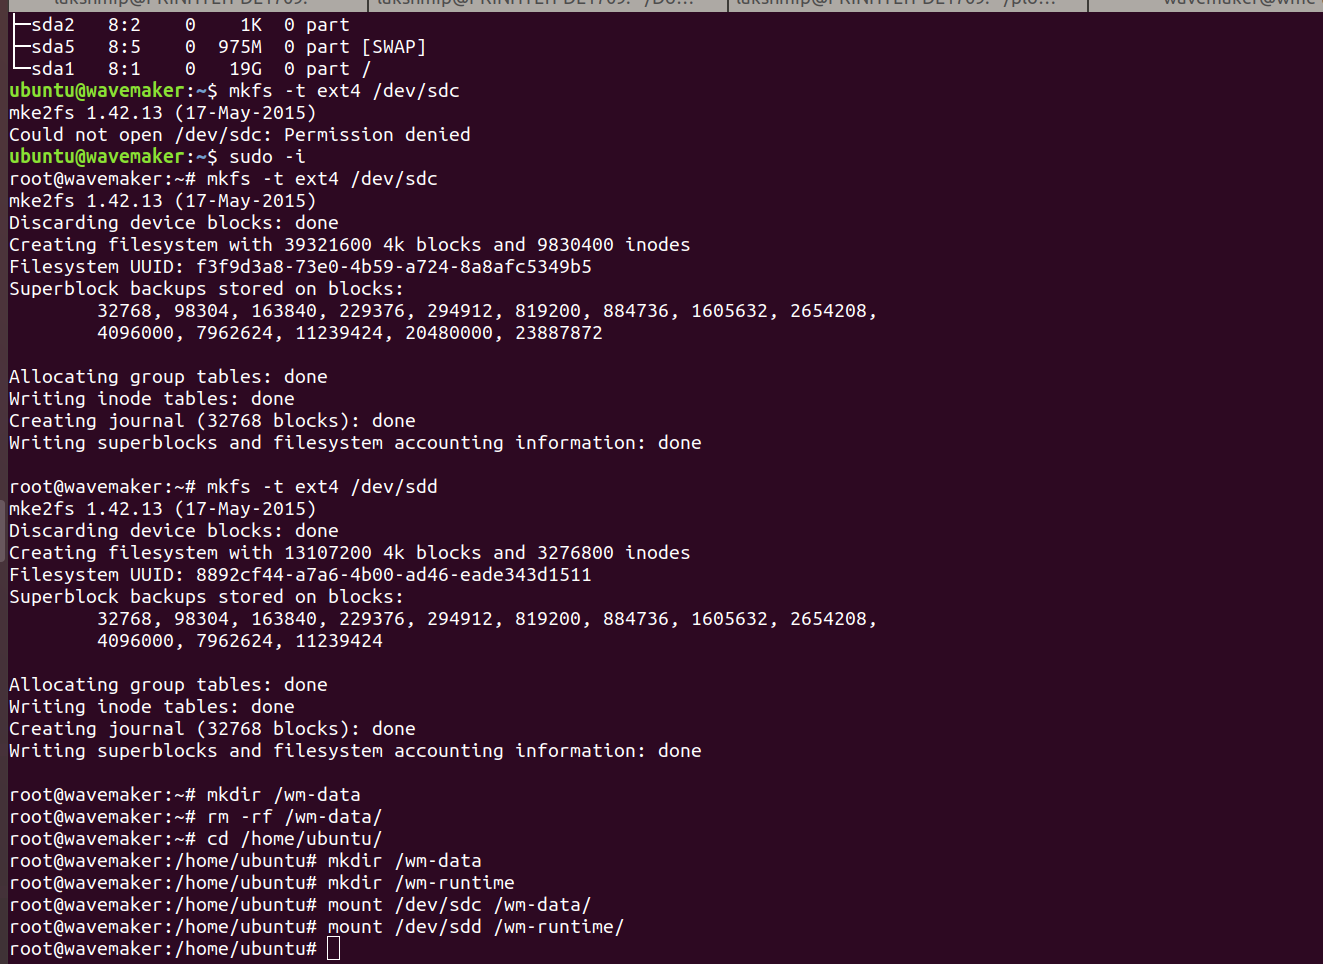 sda2   8:2    0    1K  0 part
sda5   8:5    0  975M  0 part [SWAP]
sda1   8:1    0   19G  0 part /
ubuntu@wavemaker:~$ mkfs -t ext4 /dev/sdc
mke2fs 1.42.13 (17-May-2015)
Could not open /dev/sdc: Permission denied
ubuntu@wavemaker:~$ sudo -i
root@wavemaker:~# mkfs -t ext4 /dev/sdc
mke2fs 1.42.13 (17-May-2015)
Discarding device blocks: done
Creating filesystem with 39321600 4k blocks and 9830400 inodes
Filesystem UUID: f3f9d3a8-73e0-4b59-a724-8a8afc5349b5
Superblock backups stored on blocks:
32768, 98304, 163840, 229376, 294912, 819200, 884736, 1605632, 2654208,
4096000, 7962624, 11239424, 20480000, 23887872
Allocating group tables: done
Writing inode tables: done
Creating journal (32768 blocks): done
Writing superblocks and filesystem accounting information: done
root@wavemaker:~# mkfs -t ext4 /dev/sdd
mke2fs 1.42.13 (17-May-2015)
Discarding device blocks: done
Creating filesystem with 13107200 4k blocks and 3276800 inodes
Filesystem UUID: 8892cf44-a7a6-4b00-ad46-eade343d1511
Superblock backups stored on blocks:
32768, 98304, 163840, 229376, 294912, 819200, 884736, 1605632, 2654208,
4096000, 7962624, 11239424
Allocating group tables: done
Writing inode tables: done
Creating journal (32768 blocks): done
Writing superblocks and filesystem accounting information: done
root@wavemaker:~# mkdir /wm-data
root@wavemaker:~# rm -rf /wm-data/
root@wavemaker:~# cd /home/ubuntu/
root@wavemaker:/home/ubuntu# mkdir /wm-data
root@wavemaker:/home/ubuntu# mkdir /wm-runtime
root@wavemaker:/home/ubuntu# mount /dev/sdc /wm-data/
root@wavemaker:/home/ubuntu# mount /dev/sdd /wm-runtime/
root@wavemaker:/home/ubuntu#